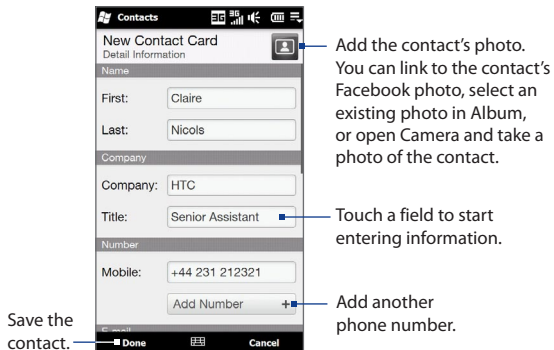 Contacts
New Contact Card
Detail Information
Name
First: Claire
Last: Nicols
Company
Company: HTC
Title: Senior Assistant
Number
Mobile: +44 231 212321
Add Number +
E-mail
Done Cancel
Add the contact’s photo.
You can link to the contact’s
Facebook photo, select an
existing photo in Album,
or open Camera and take a
photo of the contact.
Touch a field to start
entering information.
Add another
phone number.
Save the
contact.